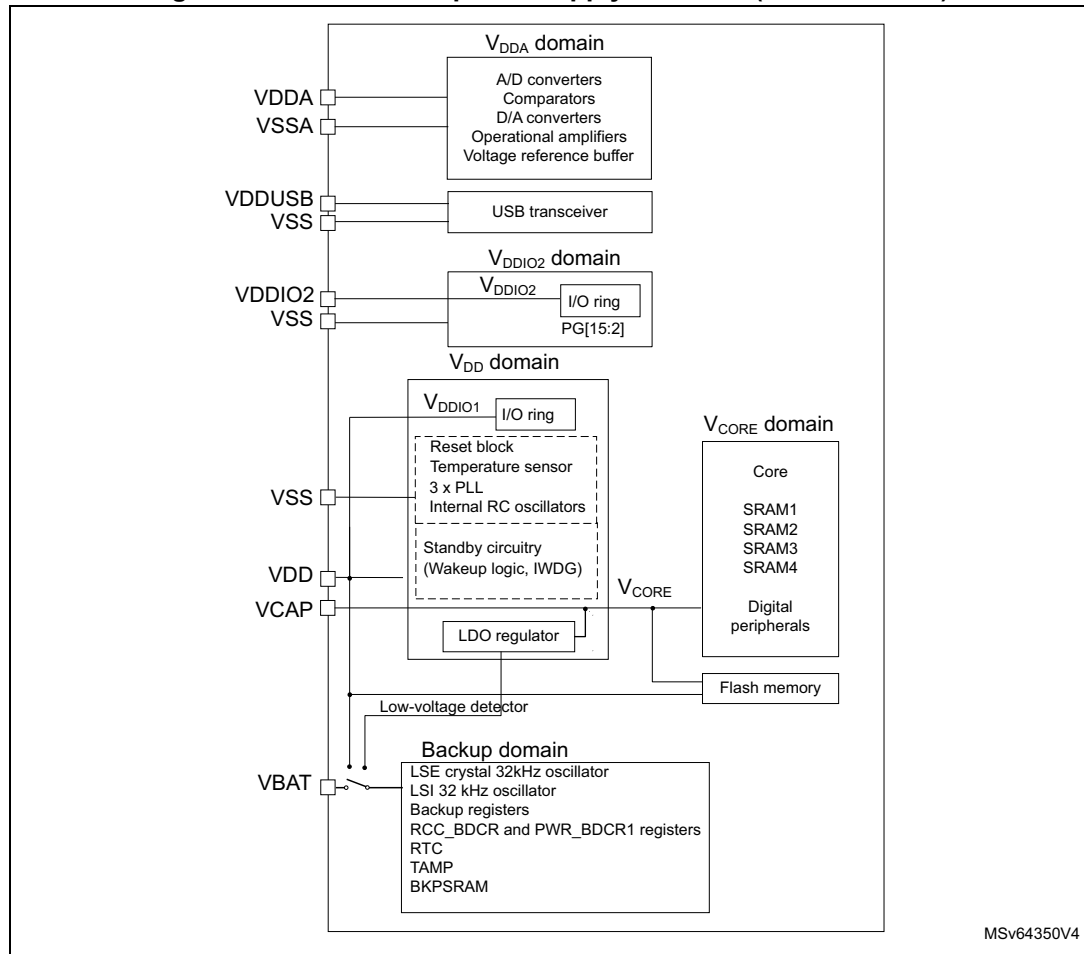 VDDA domain
A/D converters
Comparators
D/A converters
Operational amplifiers
Voltage reference buffer
VDDA
VSSA
VDDUSB
VSS
USB transceiver
VDDIO2 domain
VDDIO2
VSS
VDDIO2
I/O ring
PG[15:2]
VDD domain
VDDIO1
I/O ring
Reset block
Temperature sensor
3 x PLL
Internal RC oscillators
VSS
Standby circuitry
(Wakeup logic, IWDG)
VDD
VCAP
VCORE
LDO regulator
VCORE domain
Core
SRAM1
SRAM2
SRAM3
SRAM4
Digital
peripherals
Flash memory
Low-voltage detector
Backup domain
VBAT
LSE crystal 32kHz oscillator
LSI 32 kHz oscillator
Backup registers
RCC_BDCR and PWR_BDCR1 registers
RTC
TAMP
BKPSRAM
MSv64350V4